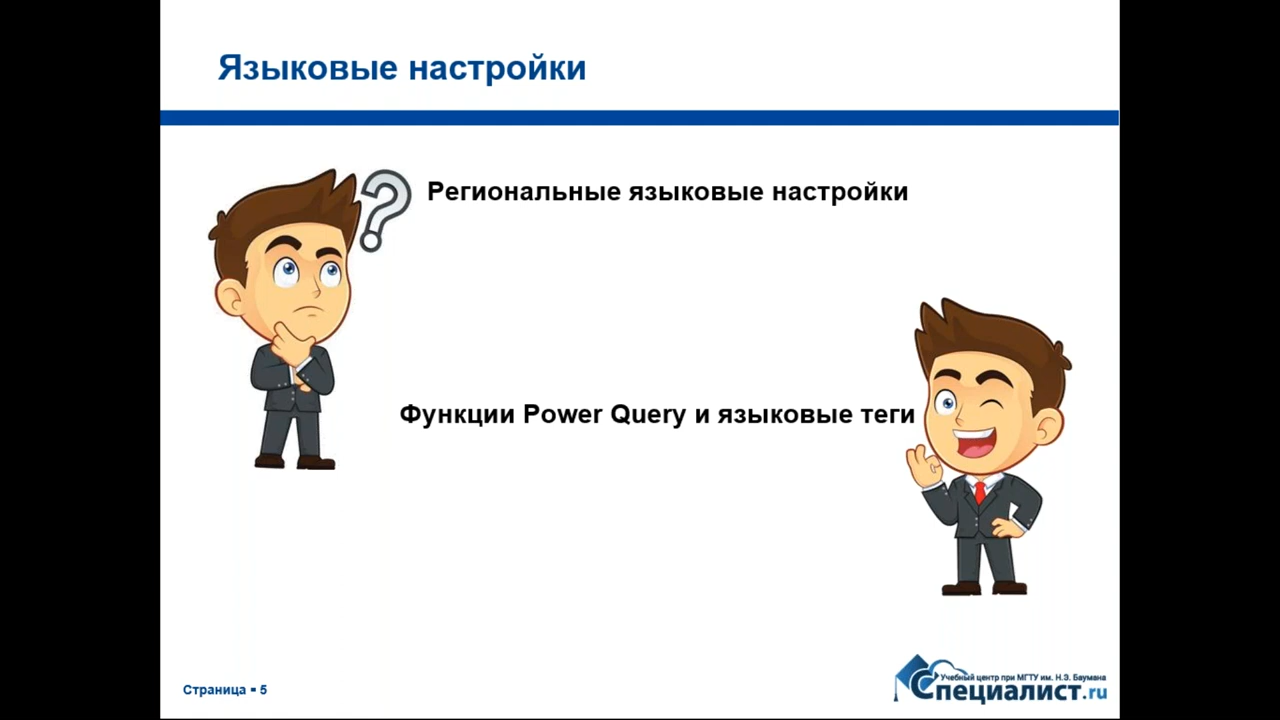 Языковые настройки
Региональные языковые настройки
Функции Power Query и языковые теги
Страница ▪ 5
Учебный центр при МГТУ им. Н.Э. Баумана
Специалист.ru